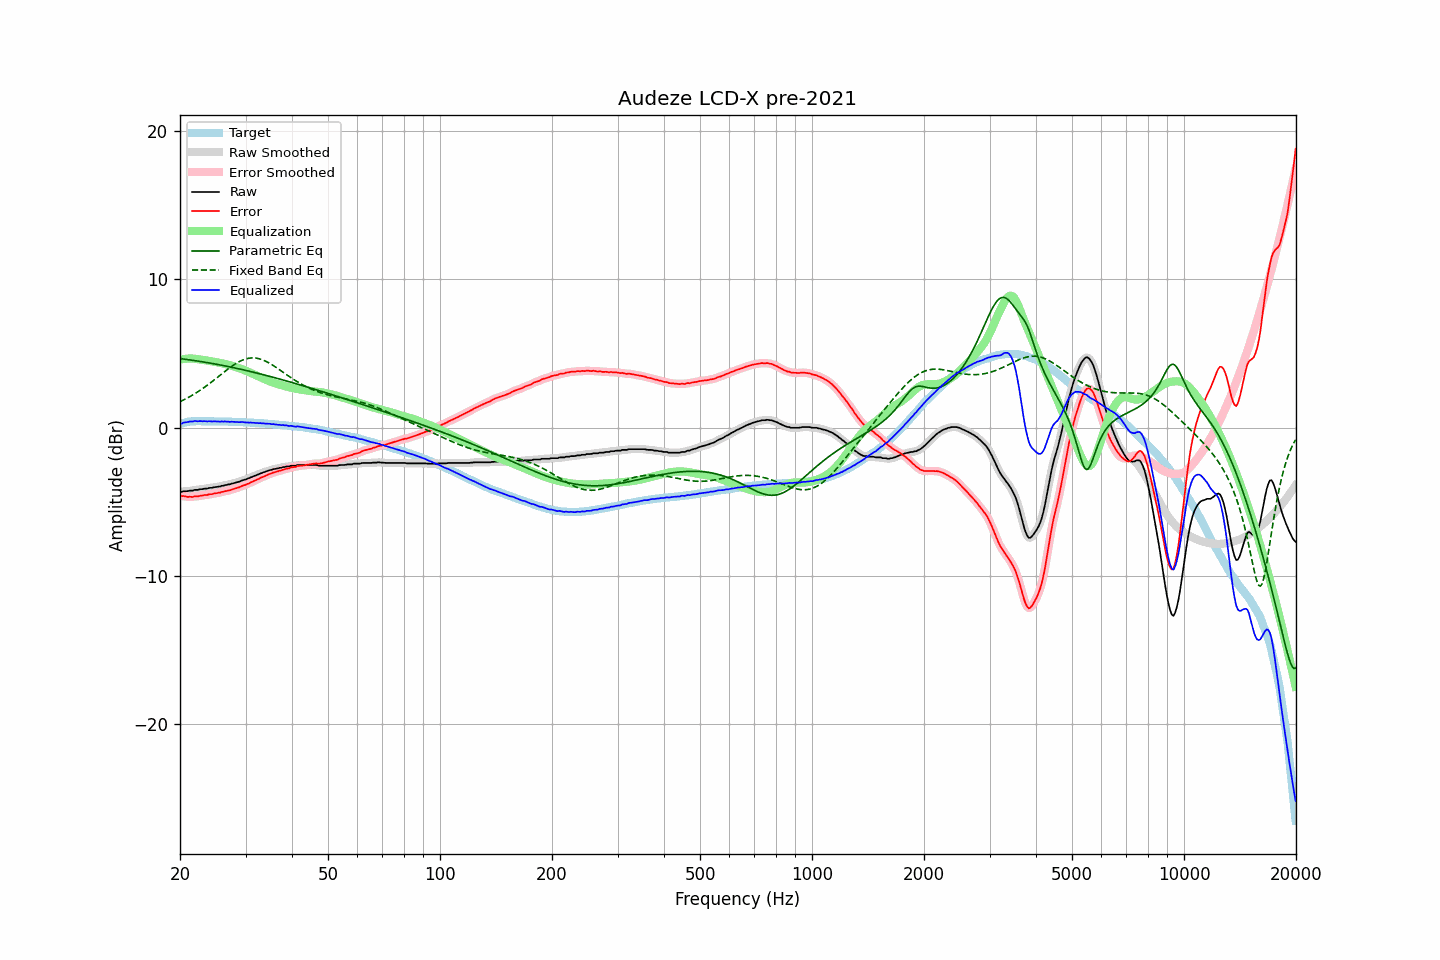 Audeze LCD-X pre-2021
Target
Raw Smoothed
Error Smoothed
Raw
Error
Equalization
Parametric Eq
Fixed Band Eq
Equalized
20
10
0
−10
−20
Amplitude (dBr)
20
50
100
200
500
1000
2000
5000
10000
20000
Frequency (Hz)